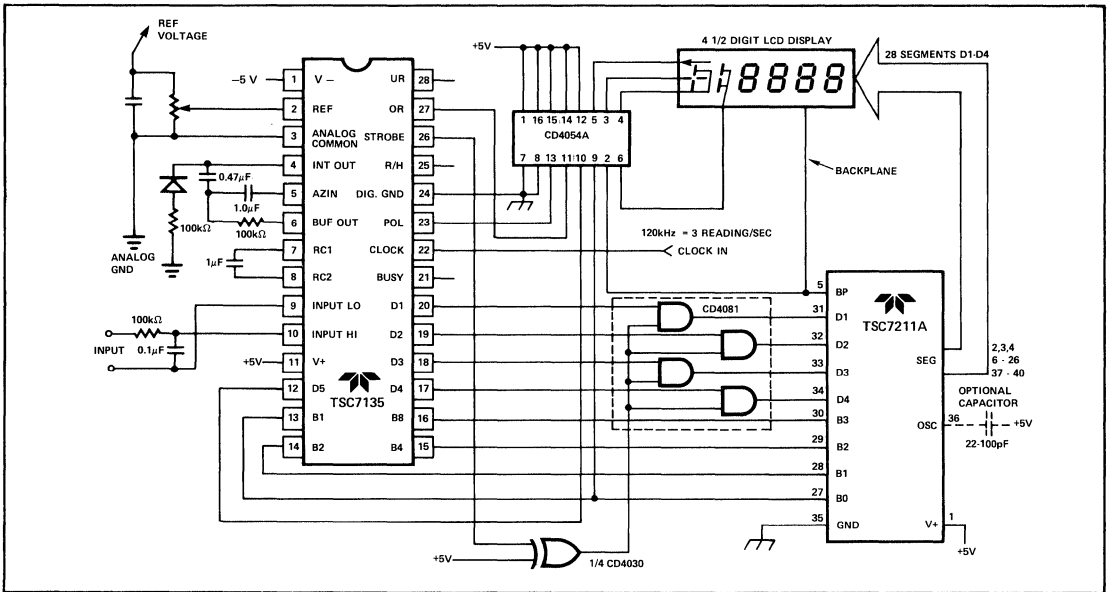 REF
VOLTAGE
4 1/2 DIGIT LCD DISPLAY
+5V
28 SEGMENTS D1-D4
−5 V
1 V − UR 28
2 REF OR 27
3 ANALOG COMMON STROBE 26
4 INT OUT R/H 25
5 AZIN DIG. GND 24
6 BUF OUT POL 23
7 RC1 CLOCK 22
8 RC2 BUSY 21
9 INPUT LO D1 20
10 INPUT HI D2 19
+5V 11 V+ D3 18
12 D5 D4 17
13 B1 B8 16
14 B2 B4 15
TSC7135
0.47μF
1.0μF
100kΩ
100kΩ
ANALOG
GND
1μF
100kΩ
INPUT
0.1μF
1 16 15 14 12 5 3 4
CD4054A
7 8 13 11 10 9 2 6
8888
BACKPLANE
120kHz = 3 READING/SEC
CLOCK IN
CD4081
5 BP
31 D1
32 D2
33 D3
34 D4
30 B3
29 B2
28 B1
27 B0
35 GND
TSC7211A
SEG
2,3,4
6 - 26
37 - 40
OPTIONAL
CAPACITOR
OSC 36 +5V
22-100pF
V+ 1
+5V
+5V
1/4 CD4030